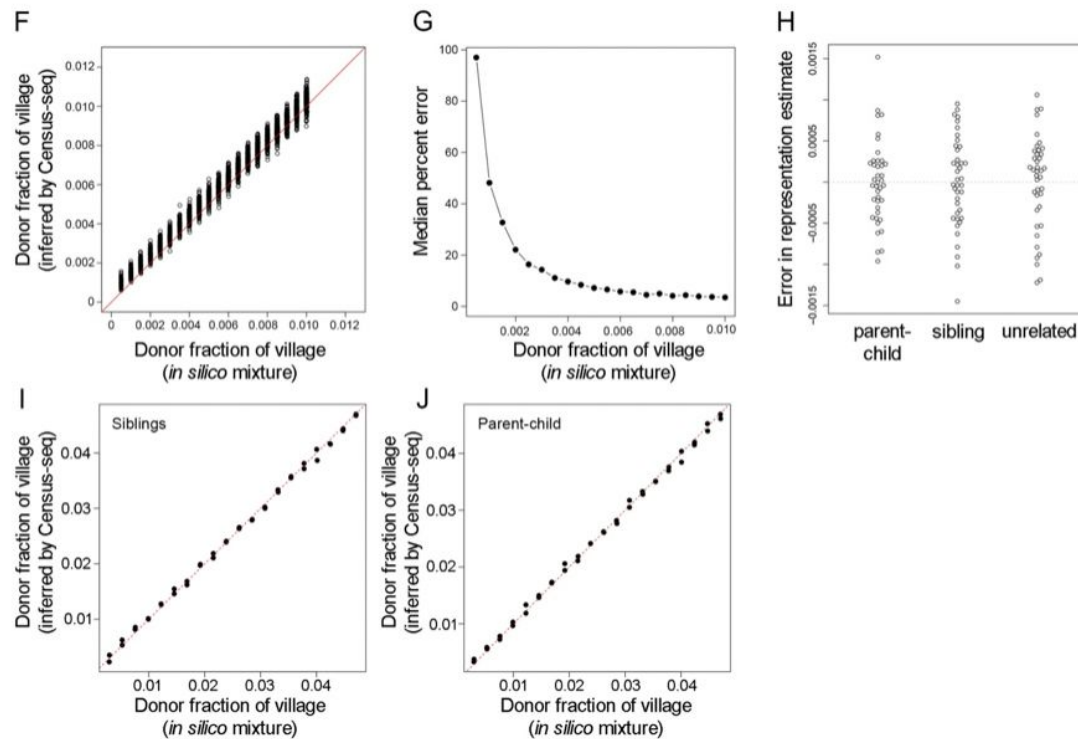 F
Donor fraction of village
(inferred by Census-seq)
0.012
0.010
0.008
0.006
0.004
0.002
0
0
0.002
0.004
0.006
0.008
0.010
0.012
Donor fraction of village
(in silico mixture)
G
Median percent error
100
80
60
40
20
0
0.002
0.004
0.006
0.008
0.010
Donor fraction of village
(in silico mixture)
H
Error in representation estimate
0.0015
0.0005
−0.0005
−0.0015
parent-
child
sibling
unrelated
I
Siblings
Donor fraction of village
(inferred by Census-seq)
0.04
0.03
0.02
0.01
0.01
0.02
0.03
0.04
Donor fraction of village
(in silico mixture)
J
Parent-child
Donor fraction of village
(inferred by Census-seq)
0.04
0.03
0.02
0.01
0.01
0.02
0.03
0.04
Donor fraction of village
(in silico mixture)